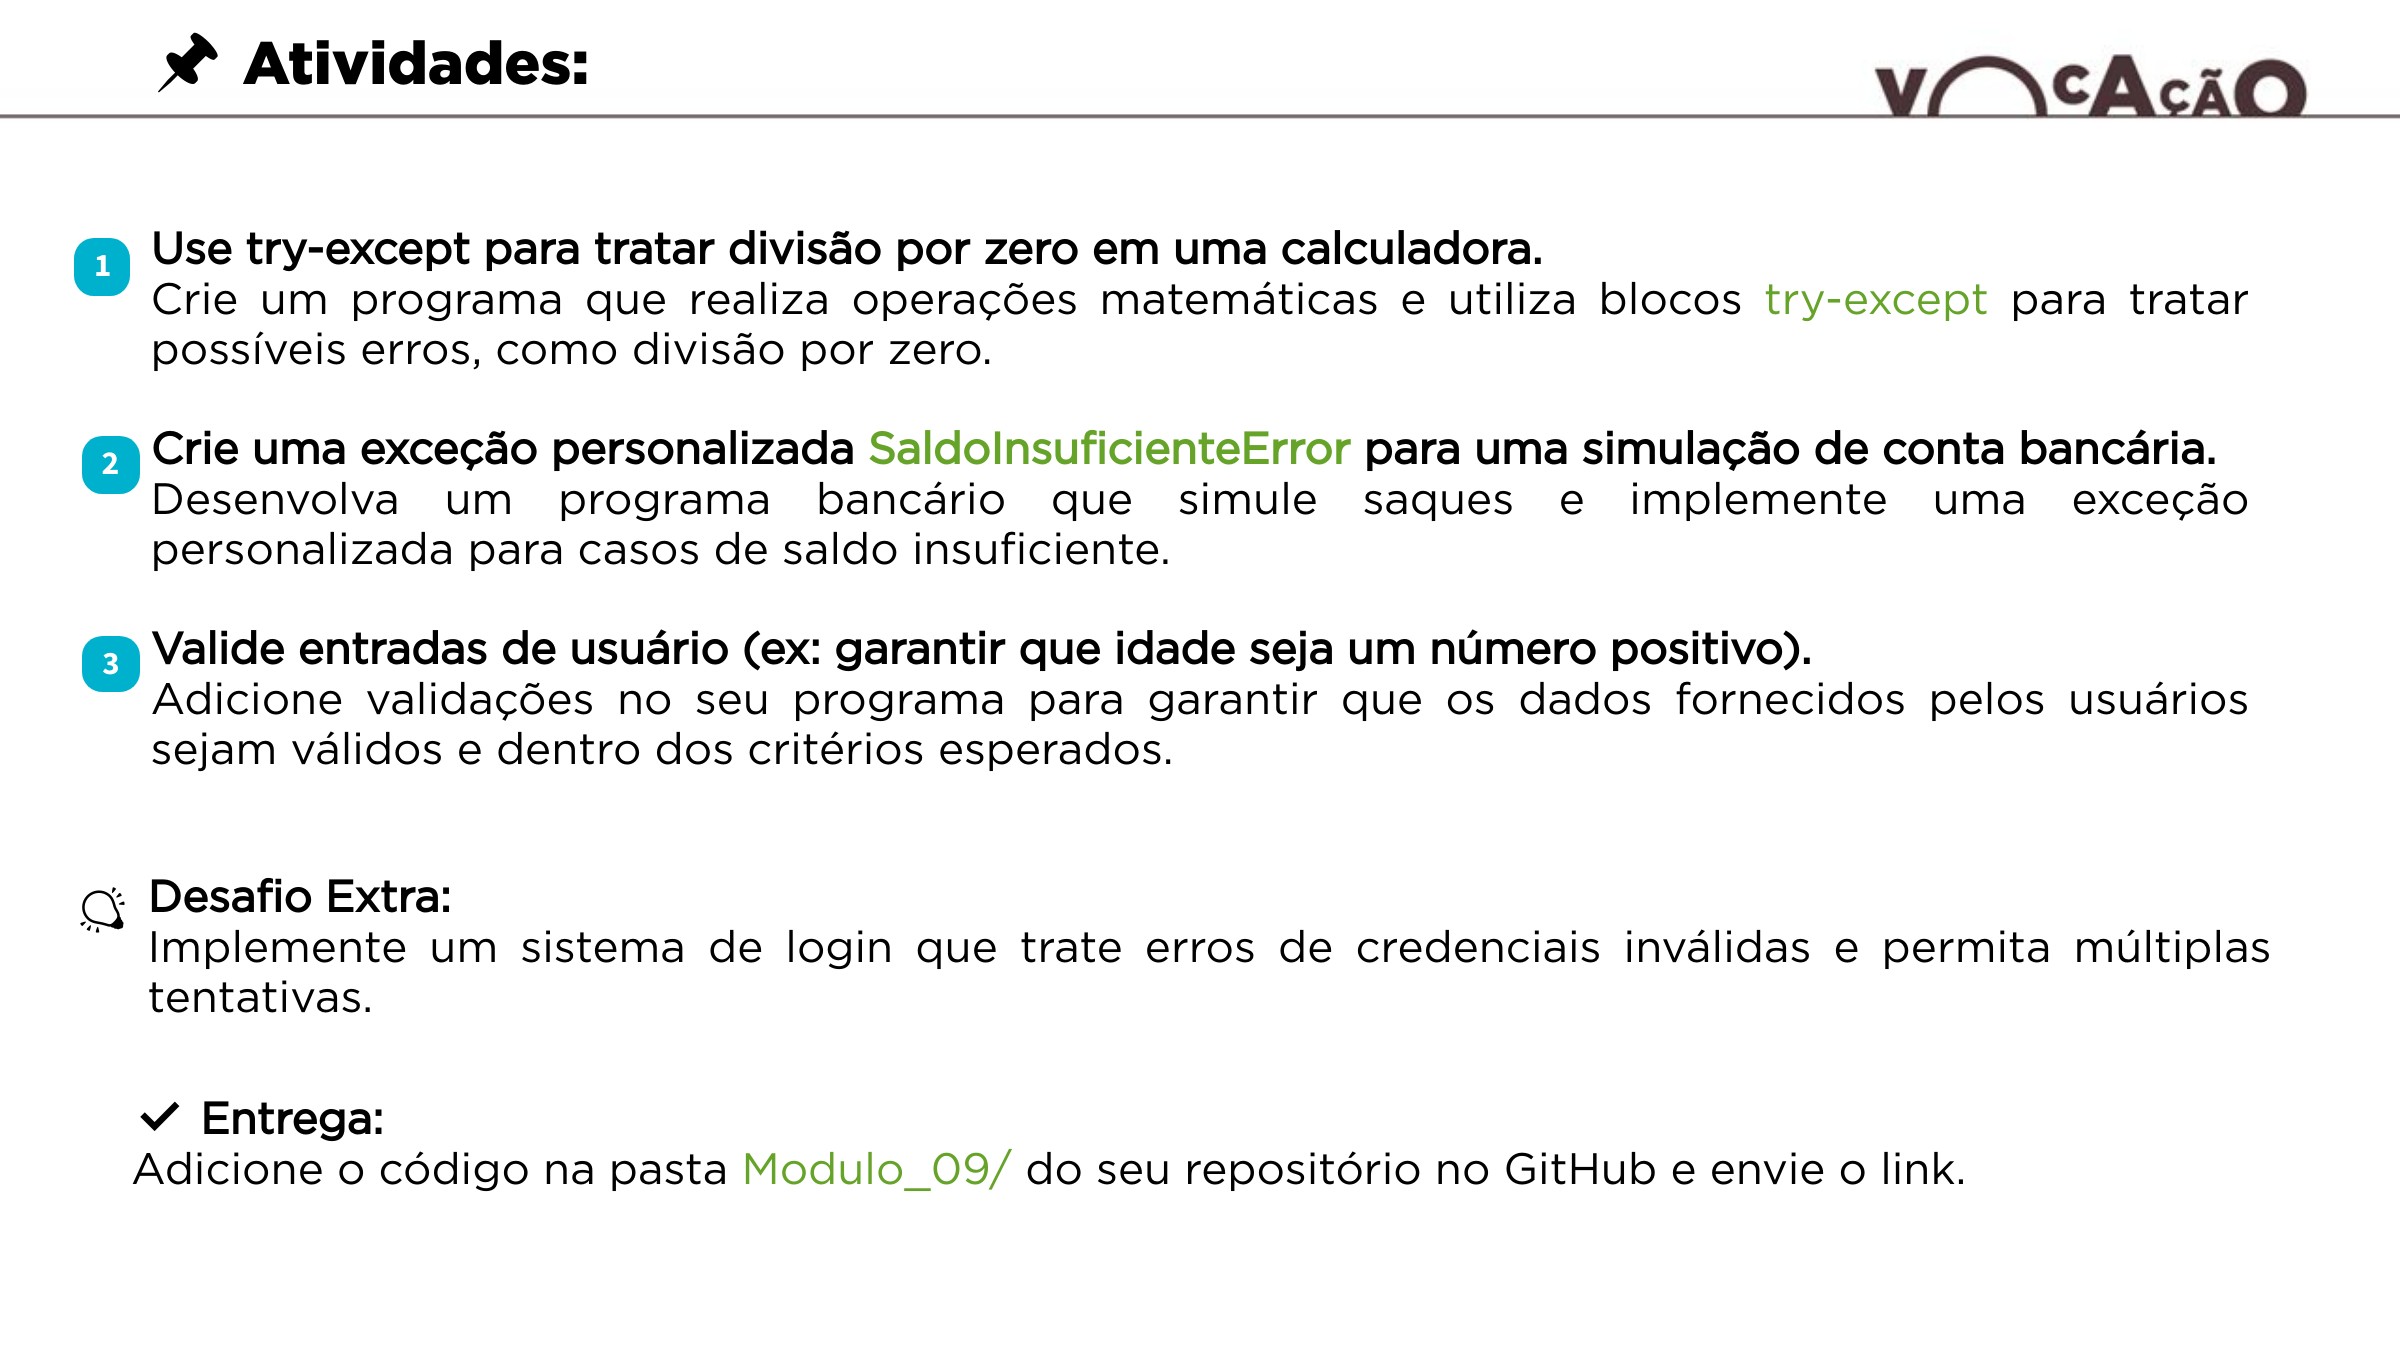 Atividades:
VOCAÇÃO
1
Use try-except para tratar divisão por zero em uma calculadora.
Crie um programa que realiza operações matemáticas e utiliza blocos try-except para tratar
possíveis erros, como divisão por zero.
2
Crie uma exceção personalizada SaldoInsuficienteError para uma simulação de conta bancária.
Desenvolva um programa bancário que simule saques e implemente uma exceção
personalizada para casos de saldo insuficiente.
3
Valide entradas de usuário (ex: garantir que idade seja um número positivo).
Adicione validações no seu programa para garantir que os dados fornecidos pelos usuários
sejam válidos e dentro dos critérios esperados.
Desafio Extra:
Implemente um sistema de login que trate erros de credenciais inválidas e permita múltiplas
tentativas.
Entrega:
Adicione o código na pasta Modulo_09/ do seu repositório no GitHub e envie o link.